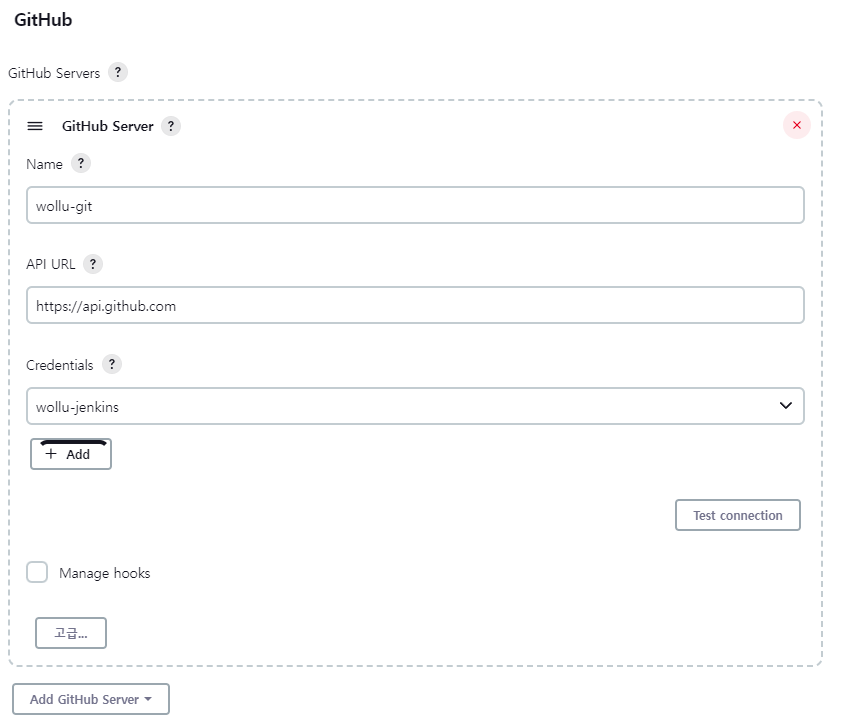 GitHub
GitHub Servers ?
GitHub Server ?
Name ?
wollu-git
API URL ?
https://api.github.com
Credentials ?
wollu-jenkins
+ Add
Test connection
Manage hooks
고급...
Add GitHub Server